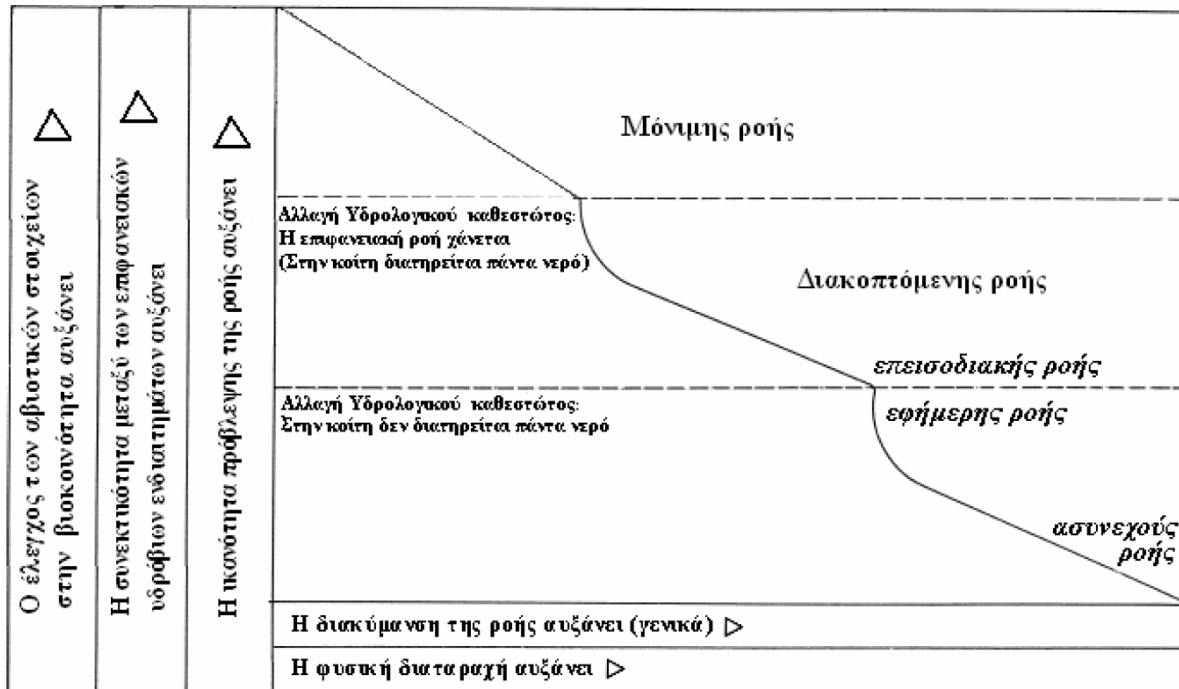 Ο έλεγχος των αβιοτικών στοιχείων
στην βιοκοινότητα αυξάνει
Η συνεκτικότητα μεταξύ των επιφανειακών
υδρόβιων ενδιαιτημάτων αυξάνει
Η ικανότητα πρόβλεψης της ροής αυξάνει
Μόνιμης ροής
Αλλαγή Υδρολογικού καθεστώτος:
Η επιφανειακή ροή χάνεται
(Στην κοίτη διατηρείται πάντα νερό)
Διακοπτόμενης ροής
επεισοδιακής ροής
Αλλαγή Υδρολογικού καθεστώτος:
Στην κοίτη δεν διατηρείται πάντα νερό
εφήμερης ροής
ασυνεχούς
ροής
Η διακύμανση της ροής αυξάνει (γενικά)
Η φυσική διαταραχή αυξάνει